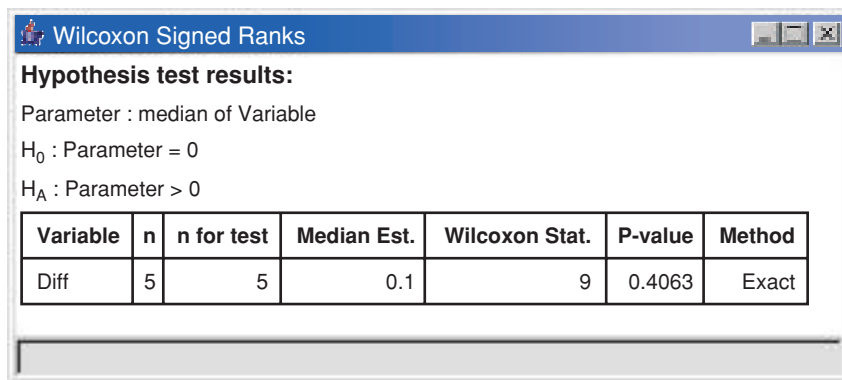 Wilcoxon Signed Ranks
Hypothesis test results:
Parameter : median of Variable
H₀ : Parameter = 0
Hₐ : Parameter > 0
Variable n n for test Median Est. Wilcoxon Stat. P-value Method
Diff 5 5 0.1 9 0.4063 Exact